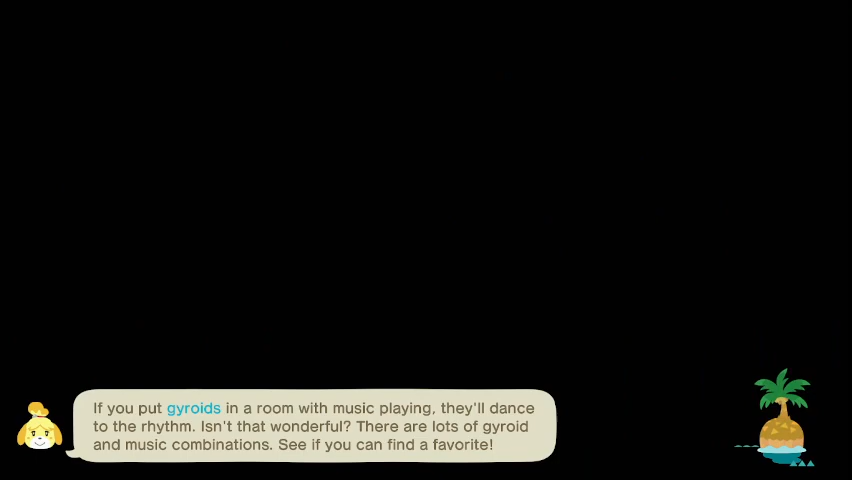 If you put gyroids in a room with music playing, they'll dance
to the rhythm. Isn't that wonderful? There are lots of gyroid
and music combinations. See if you can find a favorite!